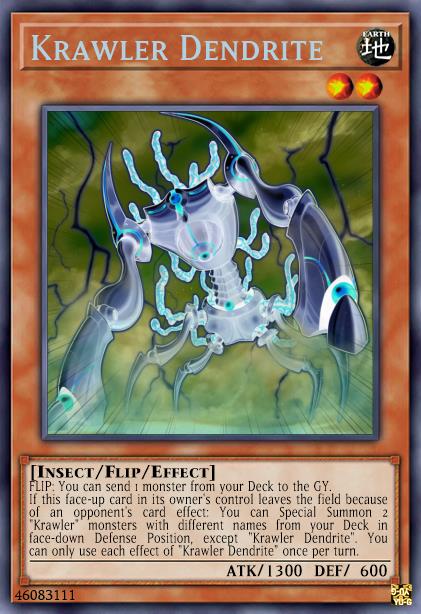 Krawler Dendrite
EARTH
地
[Insect/Flip/Effect]
FLIP: You can send 1 monster from your Deck to the GY.
If this face-up card in its owner's control leaves the field because
of an opponent's card effect: You can Special Summon 2
"Krawler" monsters with different names from your Deck in
face-down Defense Position, except "Krawler Dendrite". You
can only use each effect of "Krawler Dendrite" once per turn.
ATK/1300 DEF/ 600
46083111